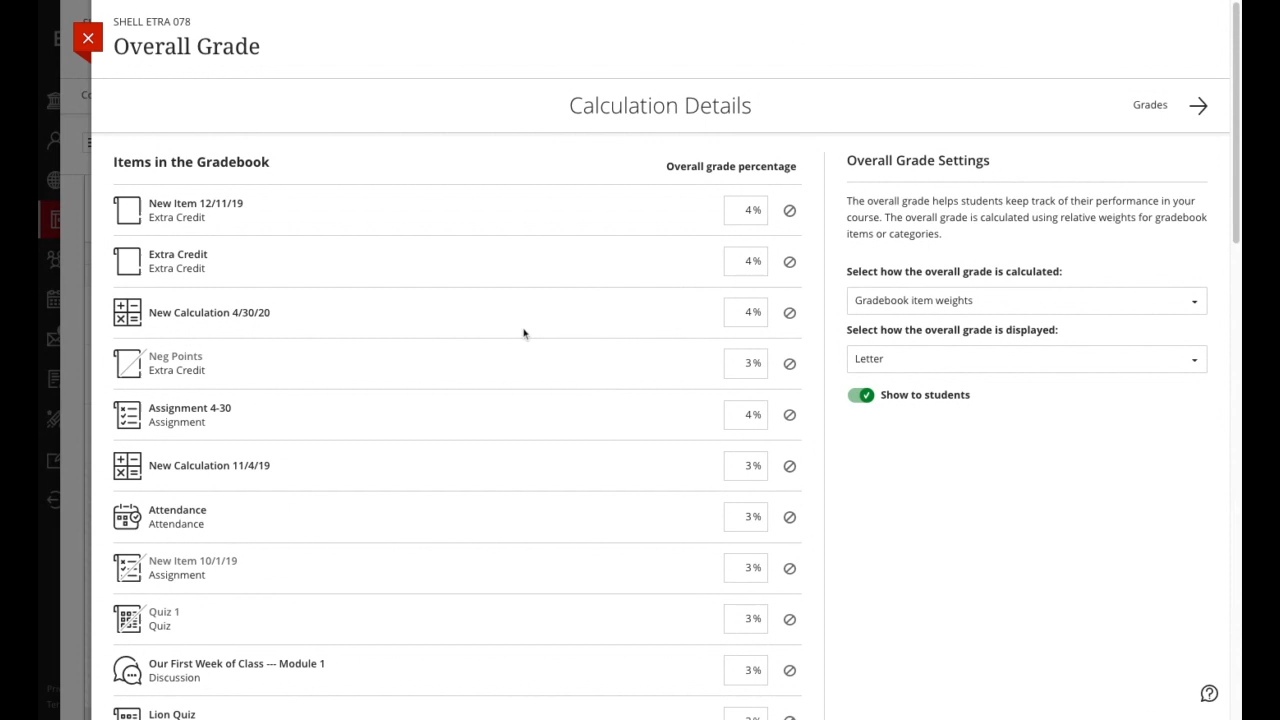 SHELL ETRA 078
Overall Grade
Calculation Details
Grades
Items in the Gradebook
Overall grade percentage
New Item 12/11/19
Extra Credit
4%
Extra Credit
Extra Credit
4%
New Calculation 4/30/20
4%
Neg Points
Extra Credit
3%
Assignment 4-30
Assignment
4%
New Calculation 11/4/19
3%
Attendance
Attendance
3%
New Item 10/1/19
Assignment
3%
Quiz 1
Quiz
3%
Our First Week of Class --- Module 1
Discussion
3%
Lion Quiz
Overall Grade Settings
The overall grade helps students keep track of their performance in your
course. The overall grade is calculated using relative weights for gradebook
items or categories.
Select how the overall grade is calculated:
Gradebook item weights
Select how the overall grade is displayed:
Letter
Show to students